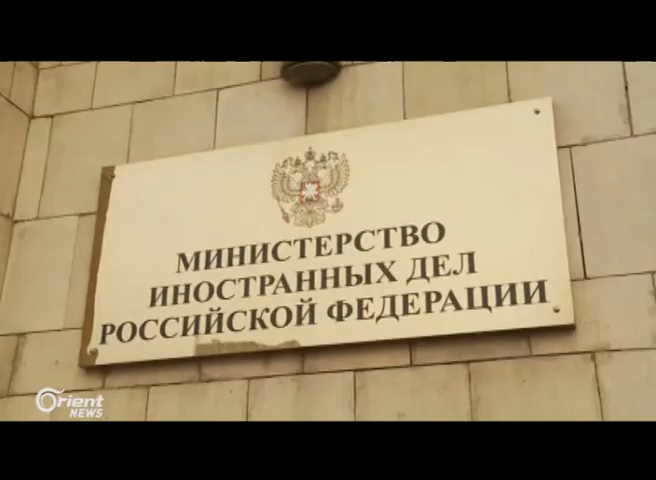 МИНИСТЕРСТВО
ИНОСТРАННЫХ ДЕЛ
РОССИЙСКОЙ ФЕДЕРАЦИИ
Orient
NEWS